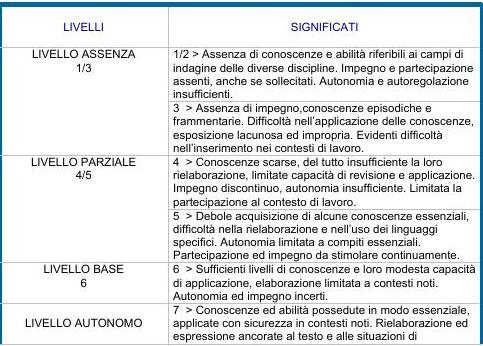 LIVELLI
SIGNIFICATI
LIVELLO ASSENZA
1/3
1/2 > Assenza di conoscenze e abilità riferibili ai campi di
indagine delle diverse discipline. Impegno e partecipazione
assenti, anche se sollecitati. Autonomia e autoregolazione
insufficienti.
3 > Assenza di impegno,conoscenze episodiche e
frammentarie. Difficoltà nell'applicazione delle conoscenze,
esposizione lacunosa ed impropria. Evidenti difficoltà
nell'inserimento nei contesti di lavoro.
LIVELLO PARZIALE
4/5
4 > Conoscenze scarse, del tutto insufficiente la loro
rielaborazione, limitate capacità di revisione e applicazione.
Impegno discontinuo, autonomia insufficiente. Limitata la
partecipazione al contesto di lavoro.
5 > Debole acquisizione di alcune conoscenze essenziali,
difficoltà nella rielaborazione e nell'uso dei linguaggi
specifici. Autonomia limitata a compiti essenziali.
Partecipazione ed impegno da stimolare continuamente.
LIVELLO BASE
6
6 > Sufficienti livelli di conoscenze e loro modesta capacità
di applicazione, elaborazione limitata a contesti noti.
Autonomia ed impegno incerti.
LIVELLO AUTONOMO
7 > Conoscenze ed abilità possedute in modo essenziale,
applicate con sicurezza in contesti noti. Rielaborazione ed
espressione ancorate al testo e alle situazioni di